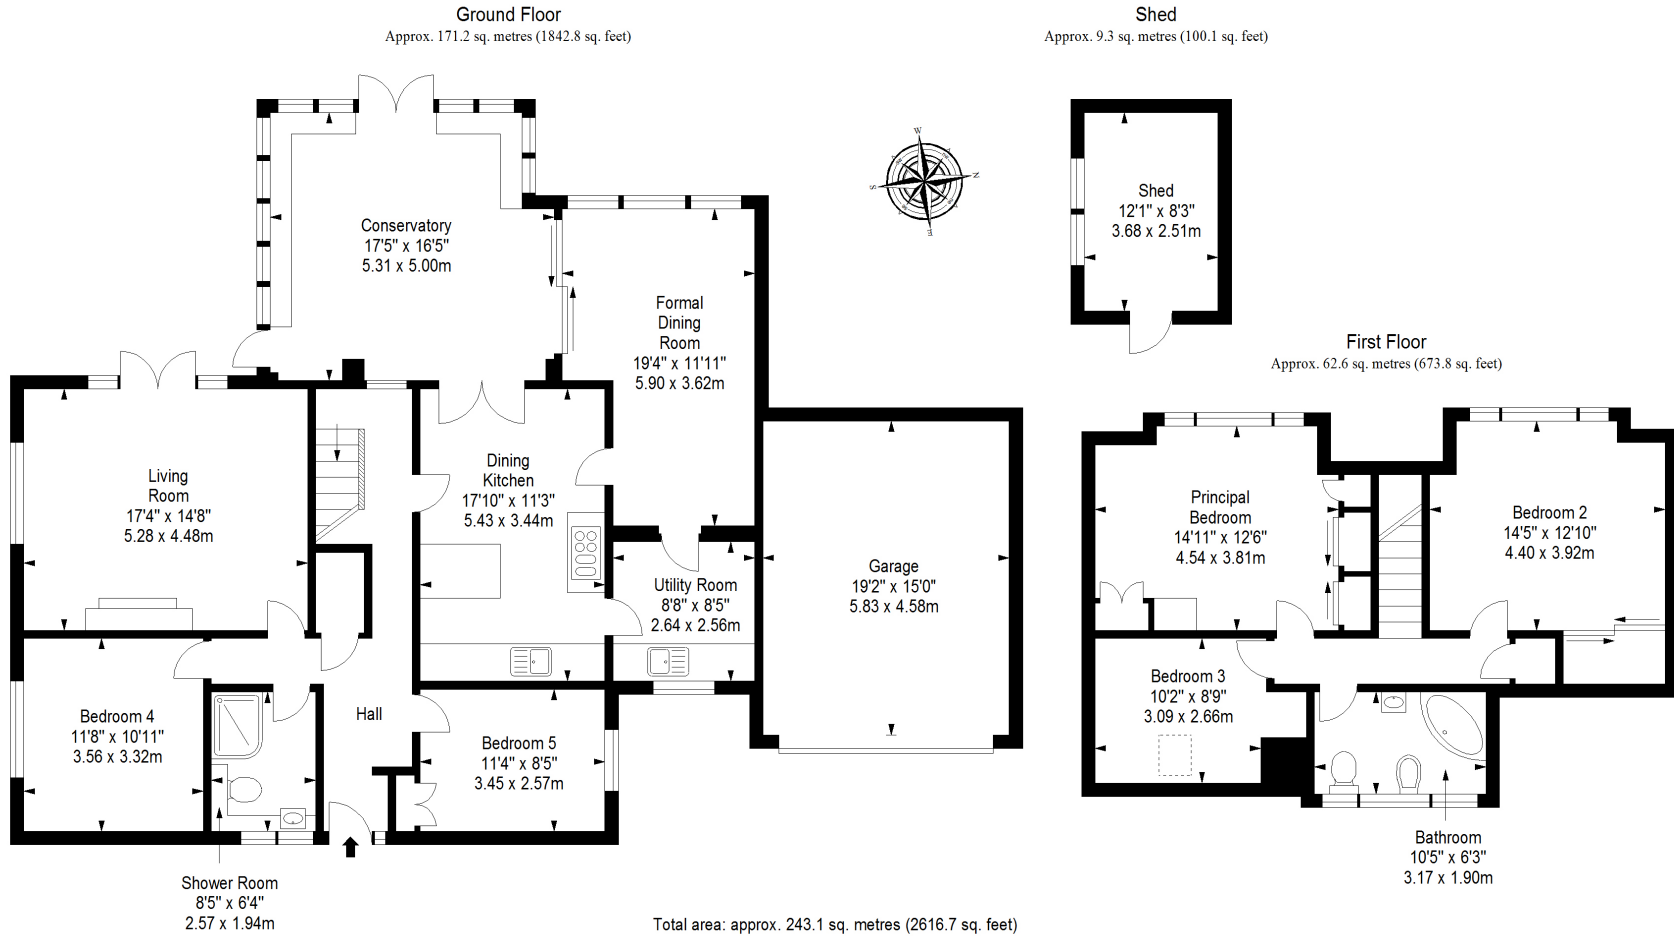 Ground Floor
Approx. 171.2 sq. metres (1842.8 sq. feet)
Shed
Approx. 9.3 sq. metres (100.1 sq. feet)
W
N
S
E
Conservatory
17'5" x 16'5"
5.31 x 5.00m
Shed
12'1" x 8'3"
3.68 x 2.51m
Formal
Dining
Room
19'4" x 11'11"
5.90 x 3.62m
First Floor
Approx. 62.6 sq. metres (673.8 sq. feet)
Living
Room
17'4" x 14'8"
5.28 x 4.48m
Dining
Kitchen
17'10" x 11'3"
5.43 x 3.44m
Utility Room
8'8" x 8'5"
2.64 x 2.56m
Garage
19'2" x 15'0"
5.83 x 4.58m
Principal
Bedroom
14'11" x 12'6"
4.54 x 3.81m
Bedroom 2
14'5" x 12'10"
4.40 x 3.92m
Bedroom 4
11'8" x 10'11"
3.56 x 3.32m
Hall
Bedroom 5
11'4" x 8'5"
3.45 x 2.57m
Bedroom 3
10'2" x 8'9"
3.09 x 2.66m
Shower Room
8'5" x 6'4"
2.57 x 1.94m
Bathroom
10'5" x 6'3"
3.17 x 1.90m
Total area: approx. 243.1 sq. metres (2616.7 sq. feet)